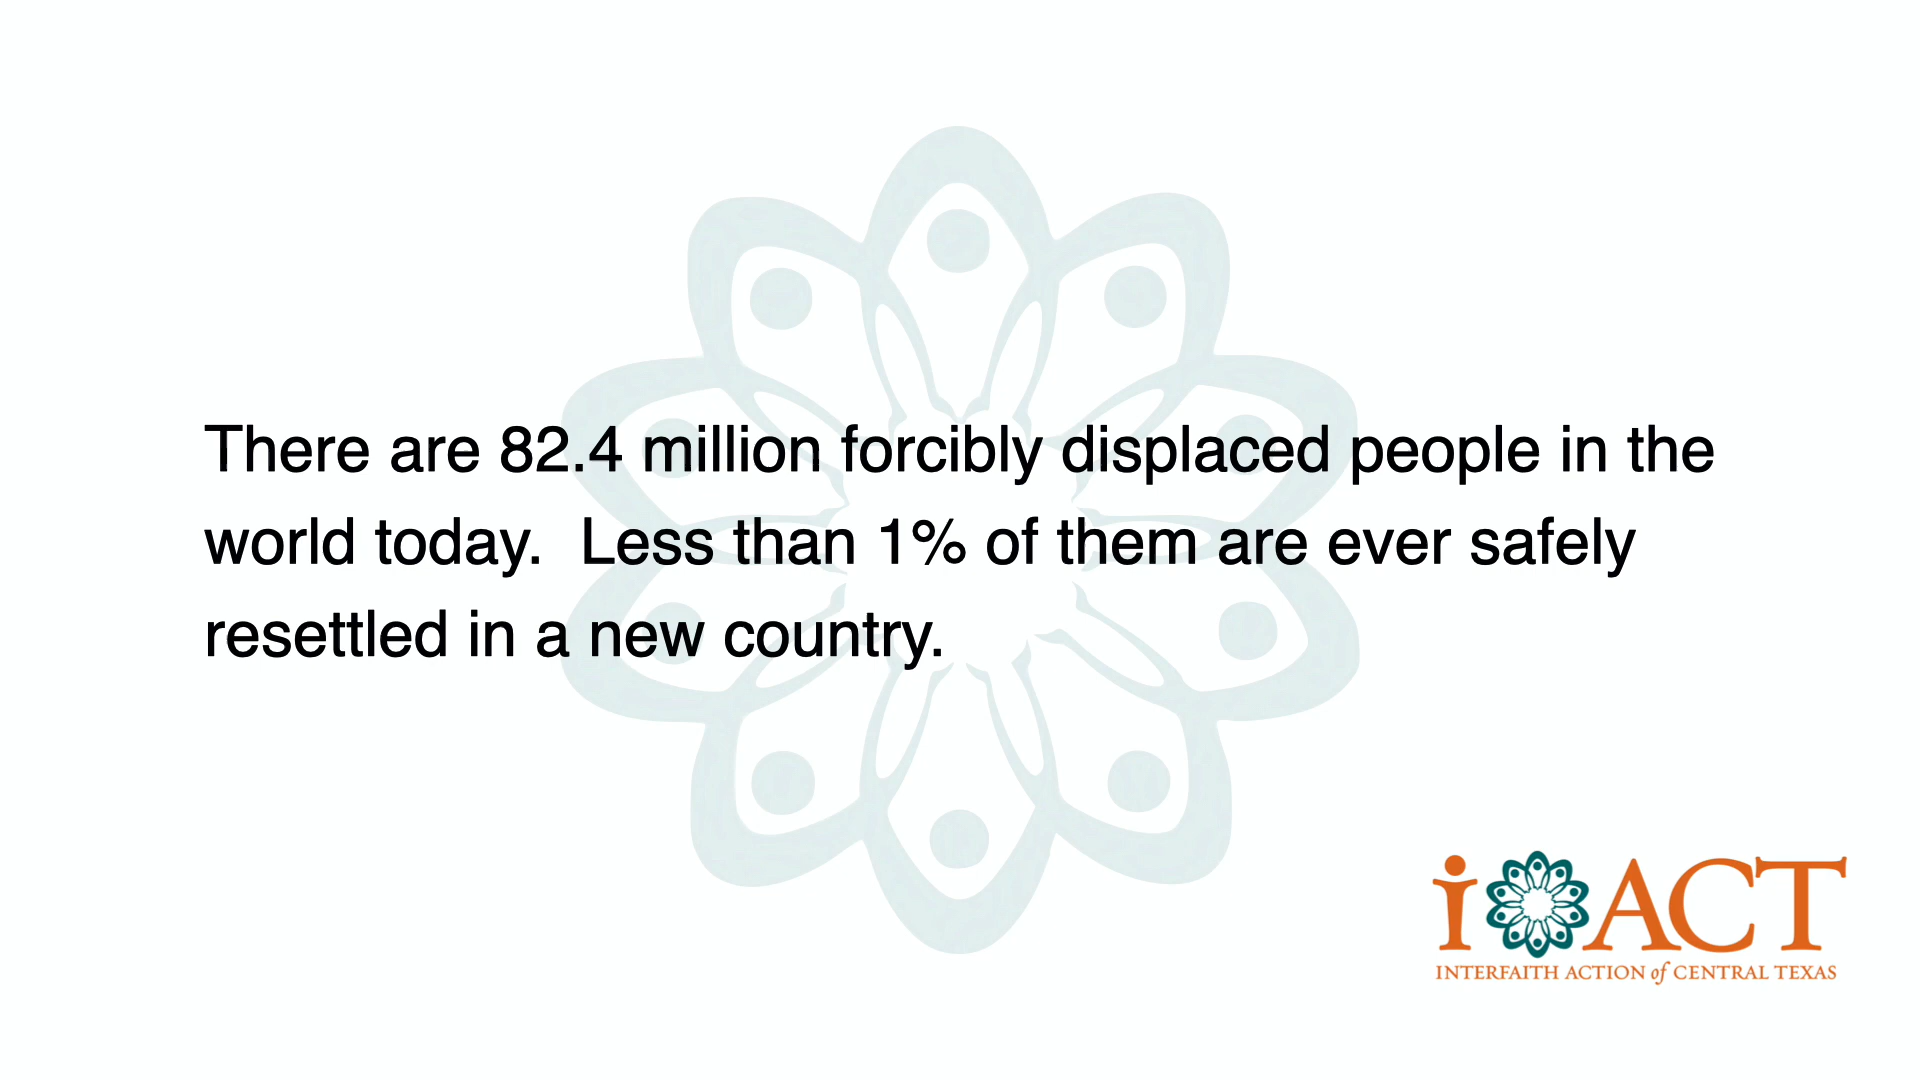 There are 82.4 million forcibly displaced people in the
world today.  Less than 1% of them are ever safely
resettled in a new country.
i ACT
INTERFAITH ACTION of CENTRAL TEXAS